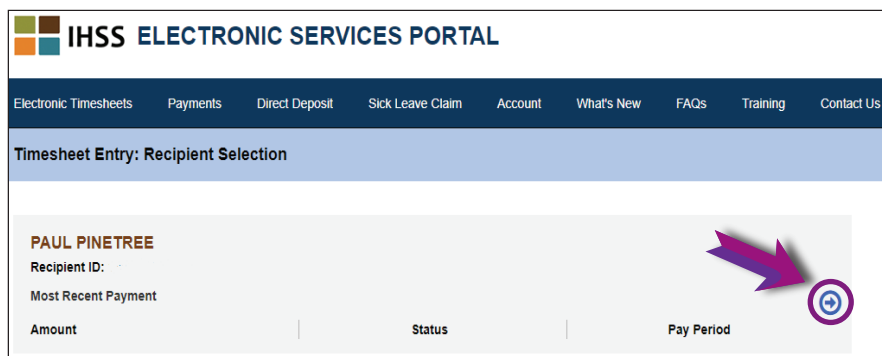 IHSS ELECTRONIC SERVICES PORTAL
Electronic Timesheets Payments Direct Deposit Sick Leave Claim Account What's New FAQs Training Contact Us
Timesheet Entry: Recipient Selection
PAUL PINETREE
Recipient ID:
Most Recent Payment
Amount Status Pay Period